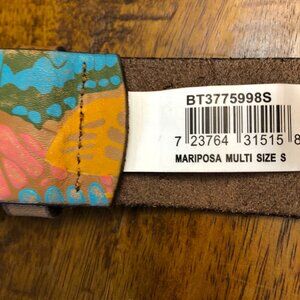 BT3775998S
7 23764 31515 8
MARIPOSA MULTI SIZE S